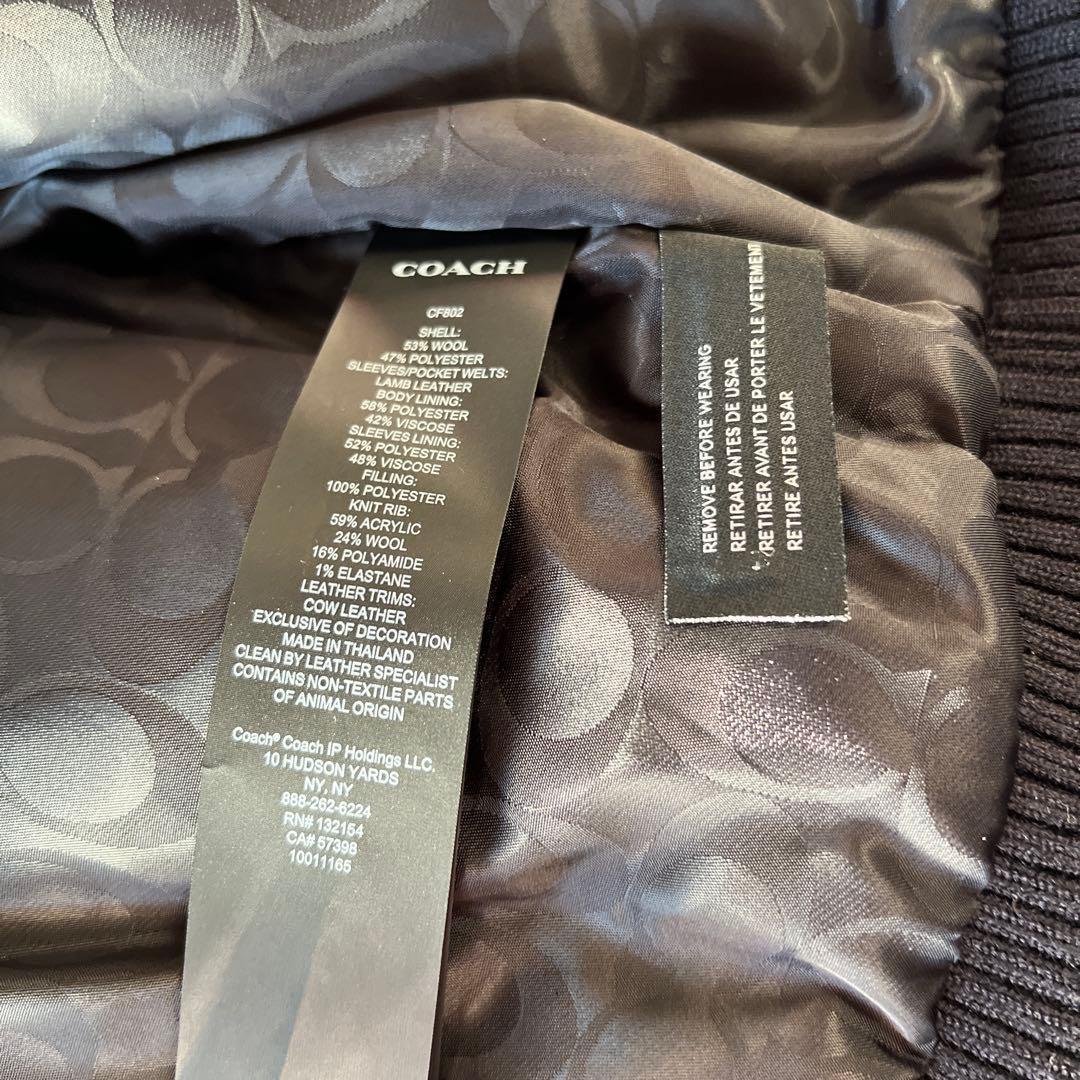 COACH
CF802
SHELL:
53% WOOL
47% POLYESTER
SLEEVES/POCKET WELTS:
LAMB LEATHER
BODY LINING:
58% POLYESTER
42% VISCOSE
SLEEVES LINING:
52% POLYESTER
48% VISCOSE
FILLING:
100% POLYESTER
KNIT RIB:
59% ACRYLIC
24% WOOL
16% POLYAMIDE
1% ELASTANE
LEATHER TRIMS:
COW LEATHER
EXCLUSIVE OF DECORATION
MADE IN THAILAND
CLEAN BY LEATHER SPECIALIST
CONTAINS NON-TEXTILE PARTS
OF ANIMAL ORIGIN
Coach® Coach IP Holdings LLC.
10 HUDSON YARDS
NY, NY
888-262-6224
RN# 132154
CA# 57398
10011165
REMOVE BEFORE WEARING
RETIRAR ANTES DE USAR
RETIRER AVANT DE PORTER LE VETEMENT
RETIRE ANTES USAR